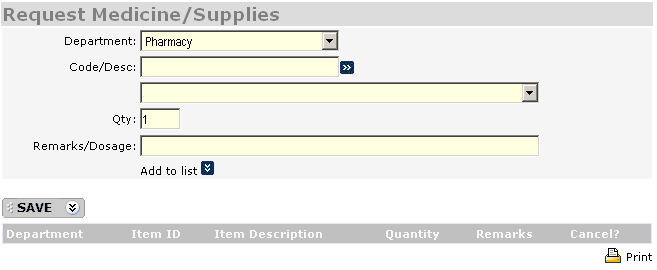 Request Medicine/Supplies
Department: Pharmacy
Code/Desc:
Qty: 1
Remarks/Dosage:
Add to list
SAVE
Department Item ID Item Description Quantity Remarks Cancel?
Print